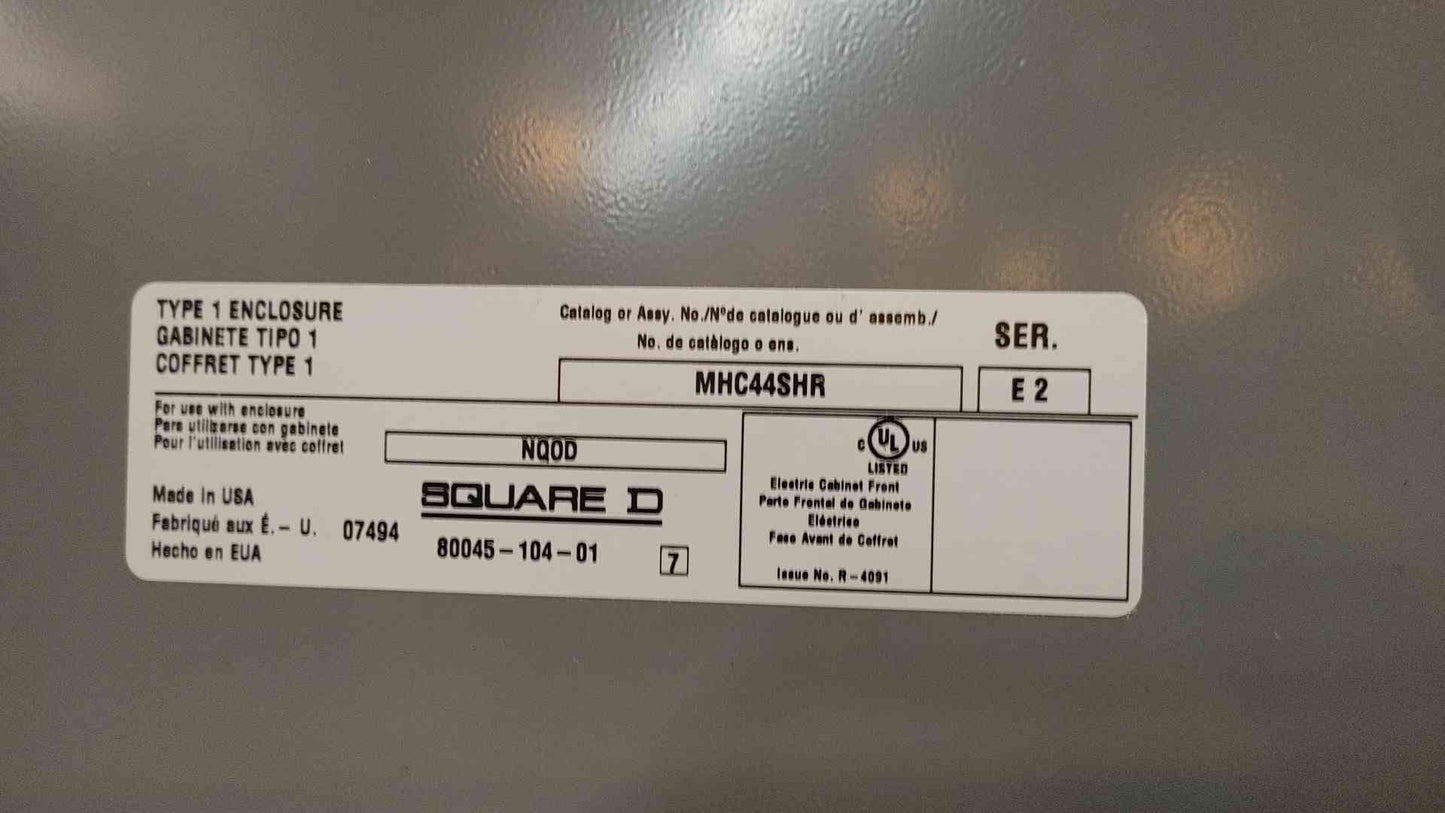 TYPE 1 ENCLOSURE
GABINETE TIPO 1
COFFRET TYPE 1
Catalog or Assy. No./Nºde catalogue ou d' assemb./
No. de catàlogo o ens.
SER.
MHC44SHR
E 2
For use with enclosure
Para utilizarse con gabinete
Pour l'utilisation avec coffret
NQOD
Made in USA
Fabriqué aux É. – U.
Hecho en EUA
07494
SQUARE D
80045 – 104 – 01
7
C UL US
LISTED
Electric Cabinet Front
Parte Frontal de Gabinete
Eléctrico
Fase Avant de Coffret
Issue No. R – 4091